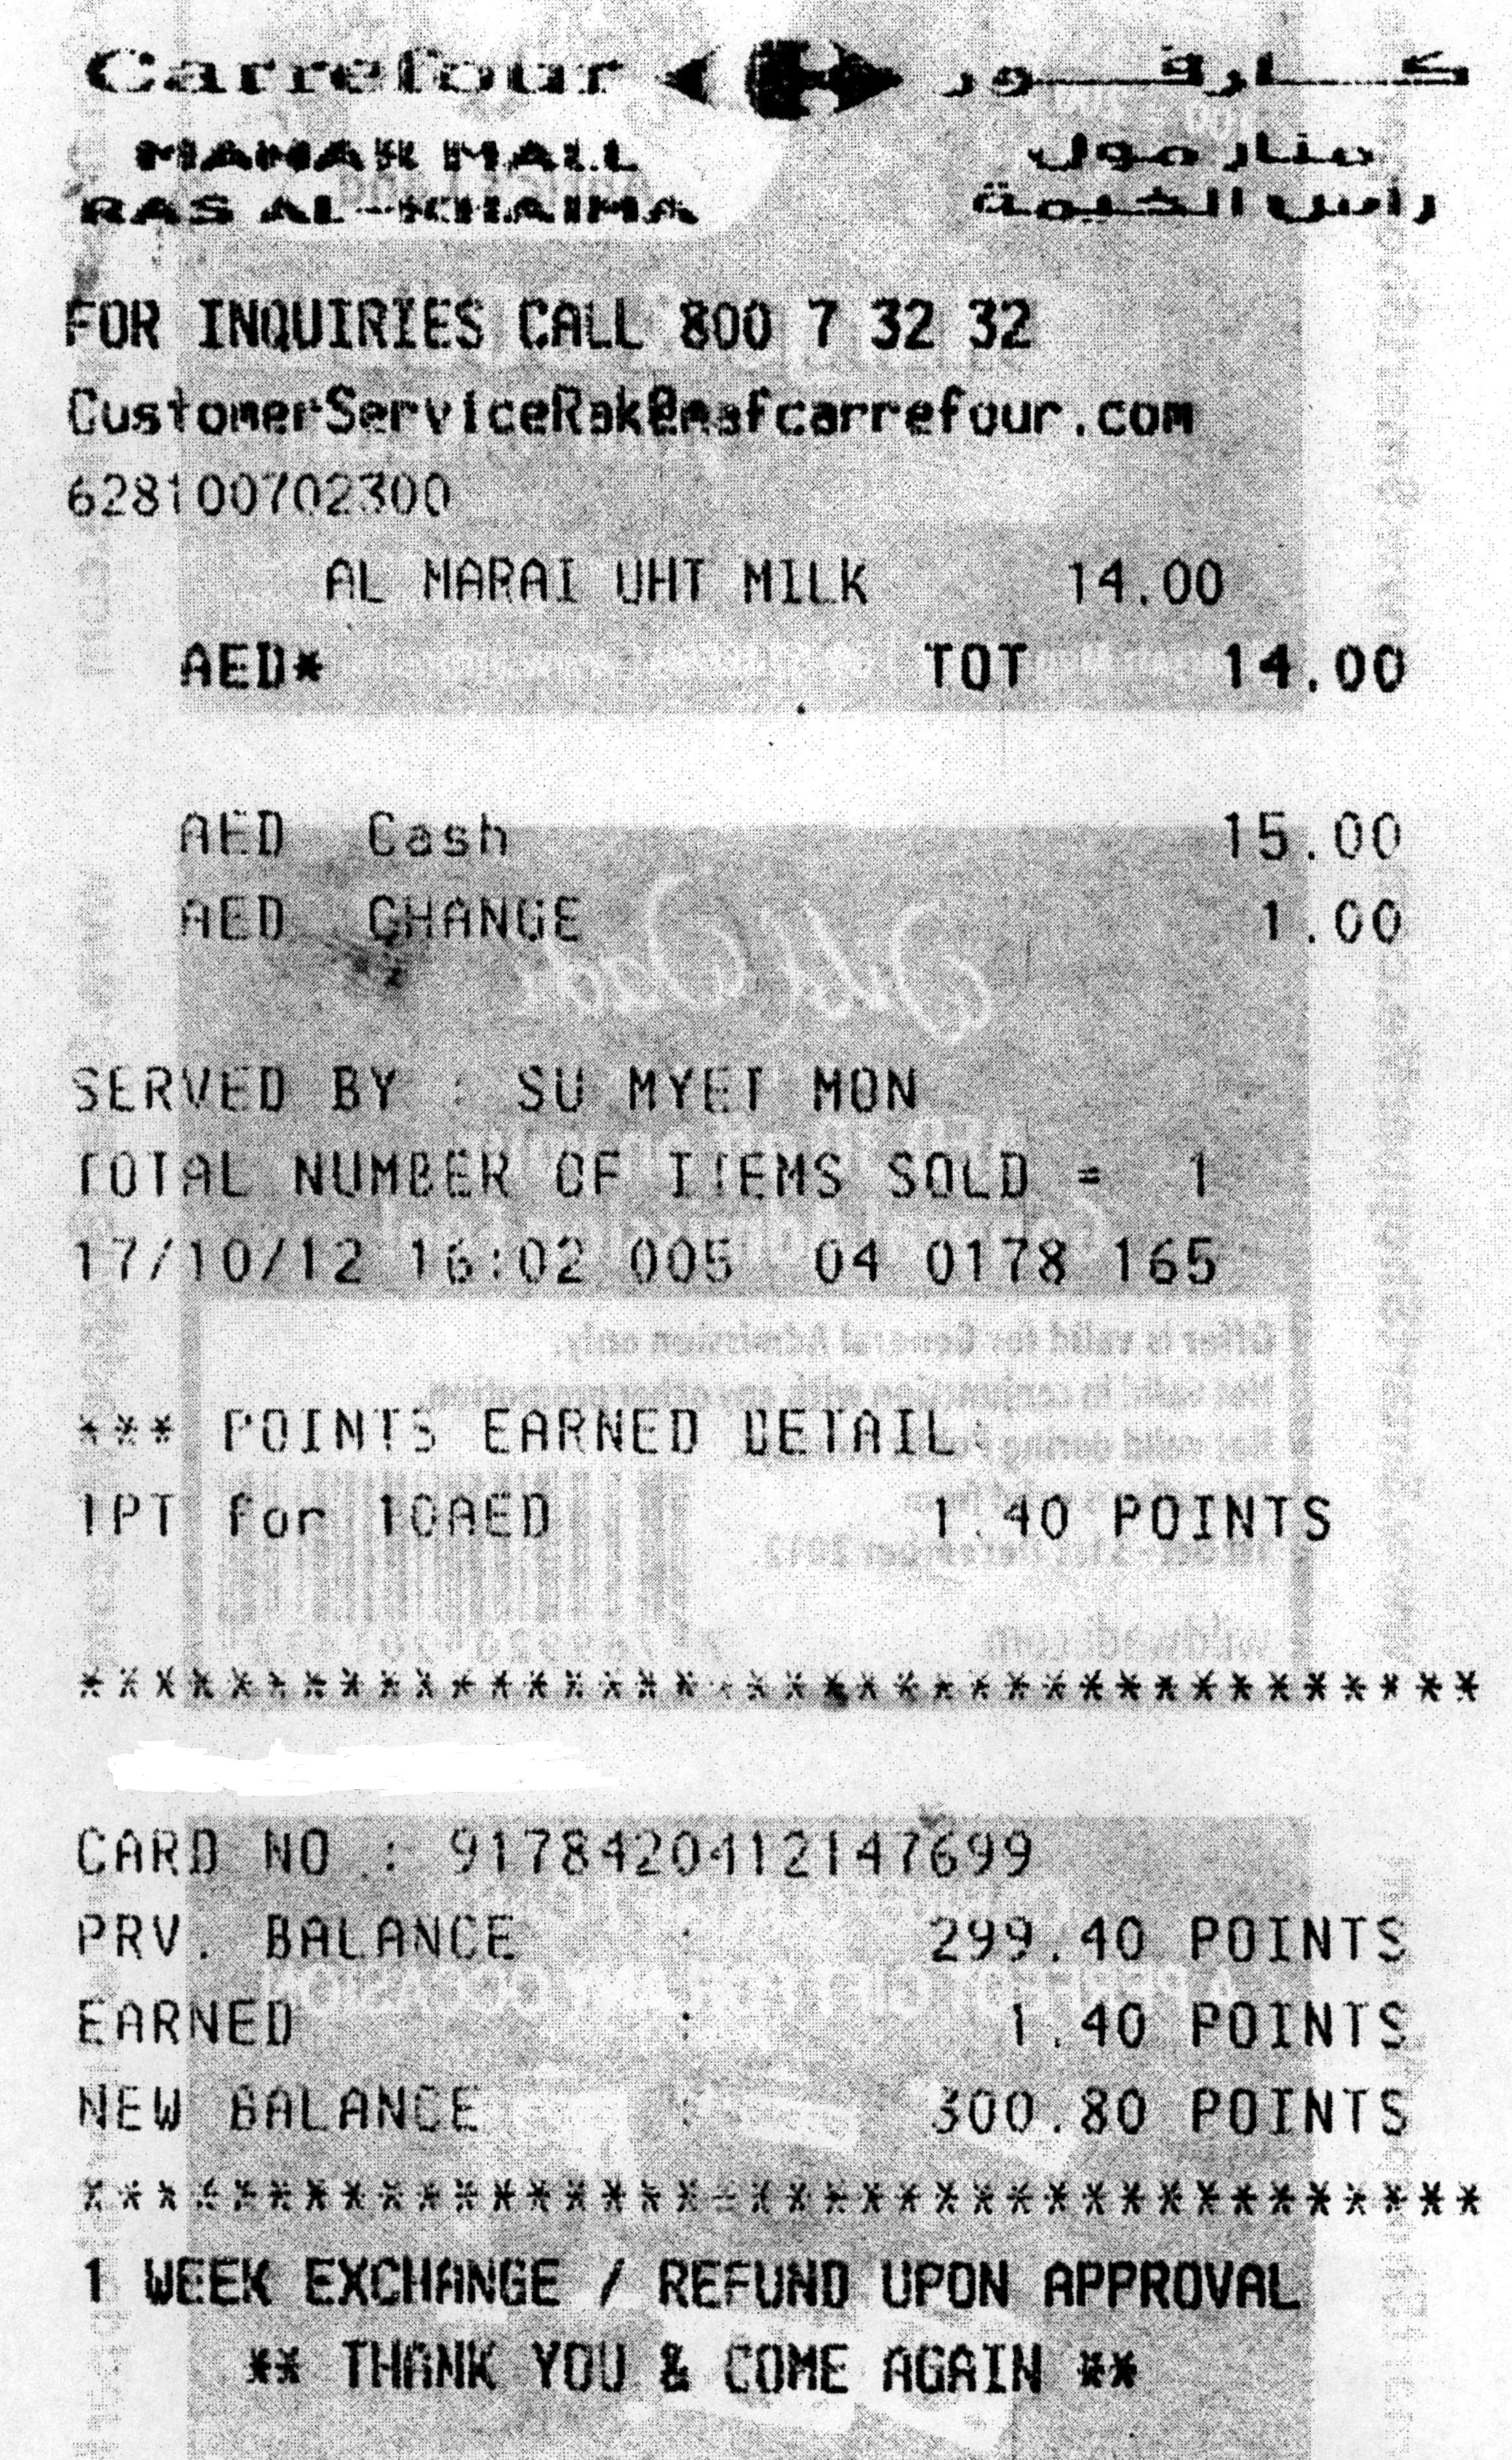 Carrefour كارفور
MANAR MALL منار مول
RAS AL-KHAIMA راس الخيمة
FOR INQUIRIES CALL 800 7 32 32
CustomerServiceRak@mafcarrefour.com
628100702300
AL MARAI UHT MILK 14.00
AED* TOT 14.00
AED Cash 15.00
AED CHANGE 1.00
SERVED BY : SU MYET MON
TOTAL NUMBER OF ITEMS SOLD = 1
17/10/12 16:02 005 04 0178 165
*** POINTS EARNED DETAIL:
1PT for 10AED 1.40 POINTS
**************************************
CARD NO : 9178420412147699
PRV. BALANCE : 299.40 POINTS
EARNED : 1.40 POINTS
NEW BALANCE : 300.80 POINTS
**************************************
1 WEEK EXCHANGE / REFUND UPON APPROVAL
** THANK YOU & COME AGAIN **